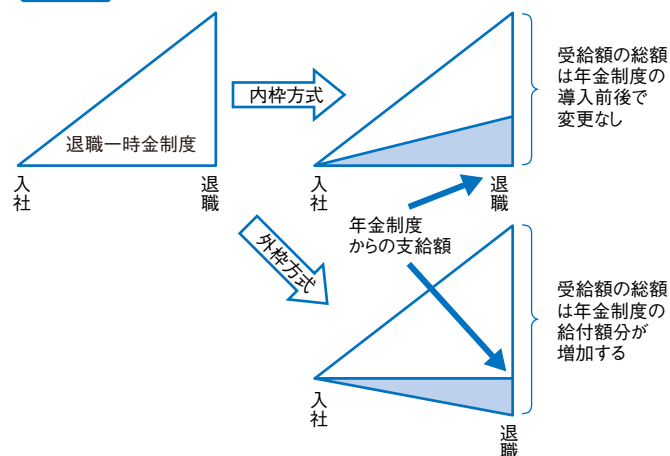 退職一時金制度
入社
退職
内枠方式
入社
退職
受給額の総額
は年金制度の
導入前後で
変更なし
外枠方式
年金制度
からの支給額
入社
退職
受給額の総額
は年金制度の
給付額分が
増加する